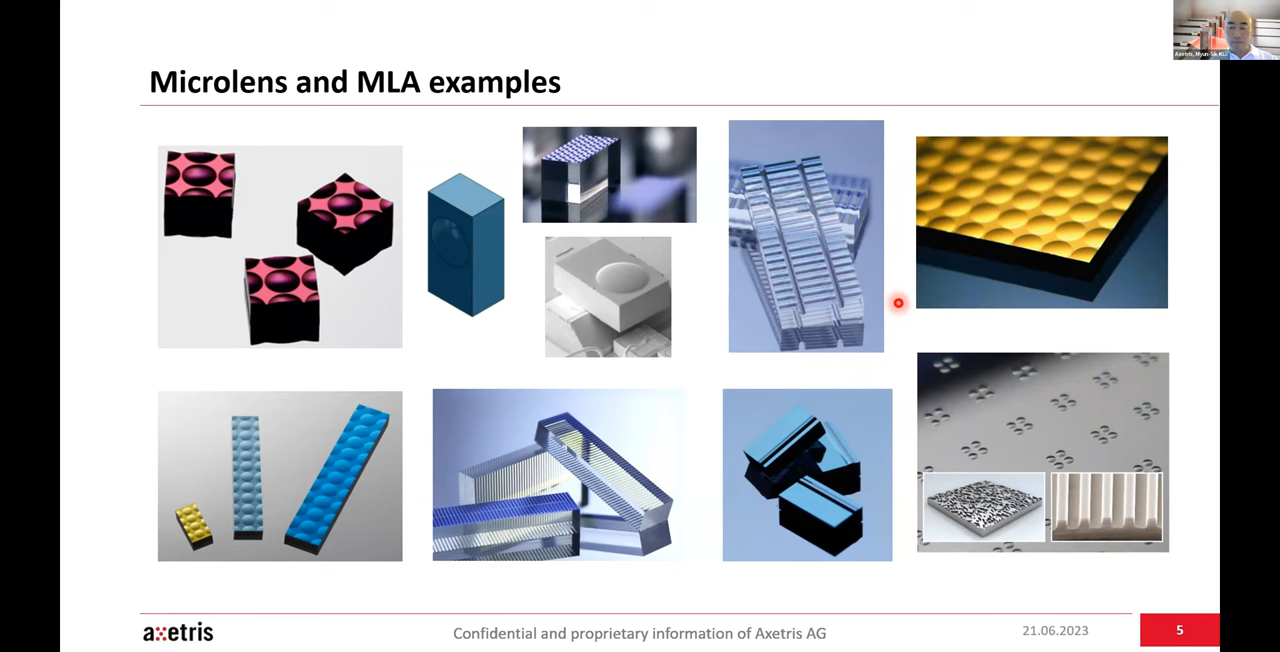 Axetris, Myun-Sik Ki...
Microlens and MLA examples
axetris
Confidential and proprietary information of Axetris AG
21.06.2023
5